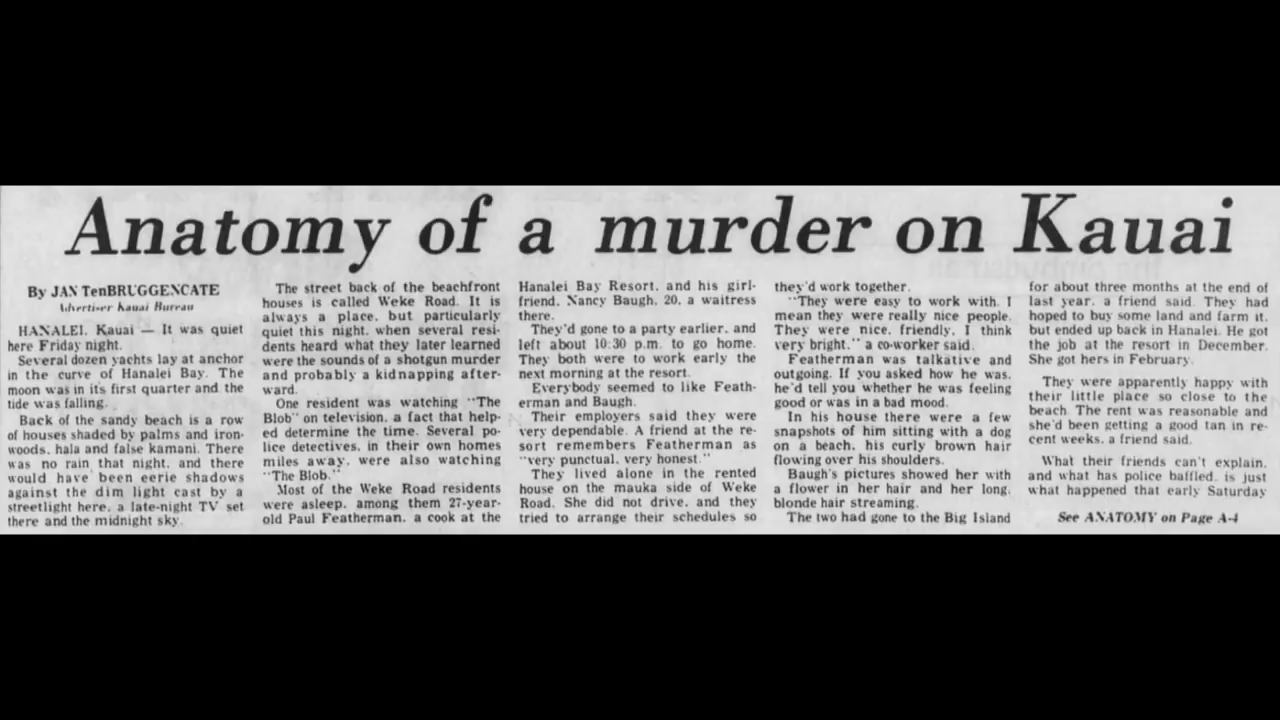 Anatomy of a murder on Kauai
By JAN TenBRUGGENCATE
Advertiser Kauai Bureau
HANALEI, Kauai — It was quiet
here Friday night.
Several dozen yachts lay at anchor
in the curve of Hanalei Bay. The
moon was in its first quarter and the
tide was falling.
Back of the sandy beach is a row
of houses shaded by palms and iron-
woods, hala and false kamani. There
was no rain that night, and there
would have been eerie shadows
against the dim light cast by a
streetlight here, a late-night TV set
there and the midnight sky.
The street back of the beachfront
houses is called Weke Road. It is
always a place, but particularly
quiet this night, when several resi-
dents heard what they later learned
were the sounds of a shotgun murder
and probably a kidnapping after-
ward.
One resident was watching "The
Blob" on television, a fact that help-
ed determine the time. Several po-
lice detectives, in their own homes
miles away, were also watching
"The Blob."
Most of the Weke Road residents
were asleep, among them 27-year-
old Paul Featherman, a cook at the
Hanalei Bay Resort, and his girl-
friend, Nancy Baugh, 20, a waitress
there.
They'd gone to a party earlier, and
left about 10:30 p.m. to go home.
They both were to work early the
next morning at the resort.
Everybody seemed to like Feath-
erman and Baugh.
Their employers said they were
very dependable. A friend at the re-
sort remembers Featherman as
"very punctual, very honest."
They lived alone in the rented
house on the mauka side of Weke
Road. She did not drive, and they
tried to arrange their schedules so
they'd work together.
"They were easy to work with. I
mean they were really nice people.
They were nice, friendly, I think
very bright," a co-worker said.
Featherman was talkative and
outgoing. If you asked how he was,
he'd tell you whether he was feeling
good or was in a bad mood.
In his house there were a few
snapshots of him sitting with a dog
on a beach, his curly brown hair
flowing over his shoulders.
Baugh's pictures showed her with
a flower in her hair and her long,
blonde hair streaming.
The two had gone to the Big Island
for about three months at the end of
last year, a friend said. They had
hoped to buy some land and farm it,
but ended up back in Hanalei. He got
the job at the resort in December.
She got hers in February.
They were apparently happy with
their little place so close to the
beach. The rent was reasonable and
she'd been getting a good tan in re-
cent weeks, a friend said.
What their friends can't explain,
and what has police baffled, is just
what happened that early Saturday
See ANATOMY on Page A-4